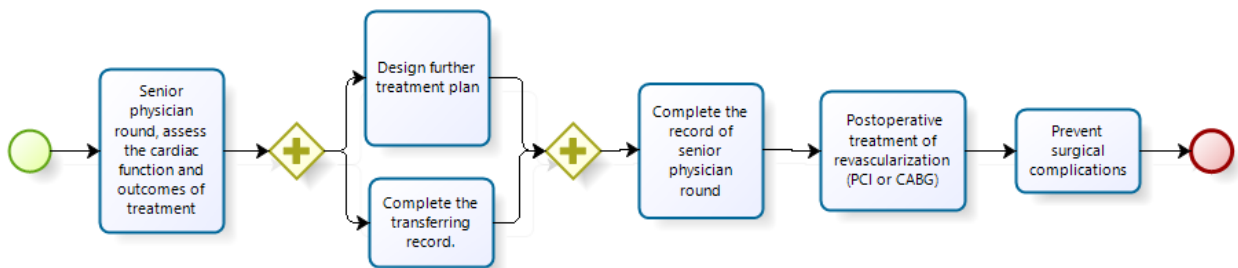 Senior
physician
round, assess
the cardiac
function and
outcomes of
treatment
Design further
treatment plan
Complete the
transferring
record.
Complete the
record of
senior
physician
round
Postoperative
treatment of
revascularization
(PCI or CABG)
Prevent
surgical
complications